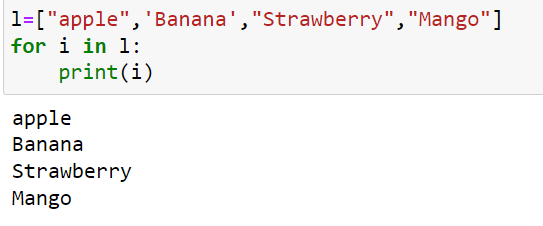 l=["apple",'Banana',"Strawberry","Mango"]
for i in l:
    print(i)
apple
Banana
Strawberry
Mango